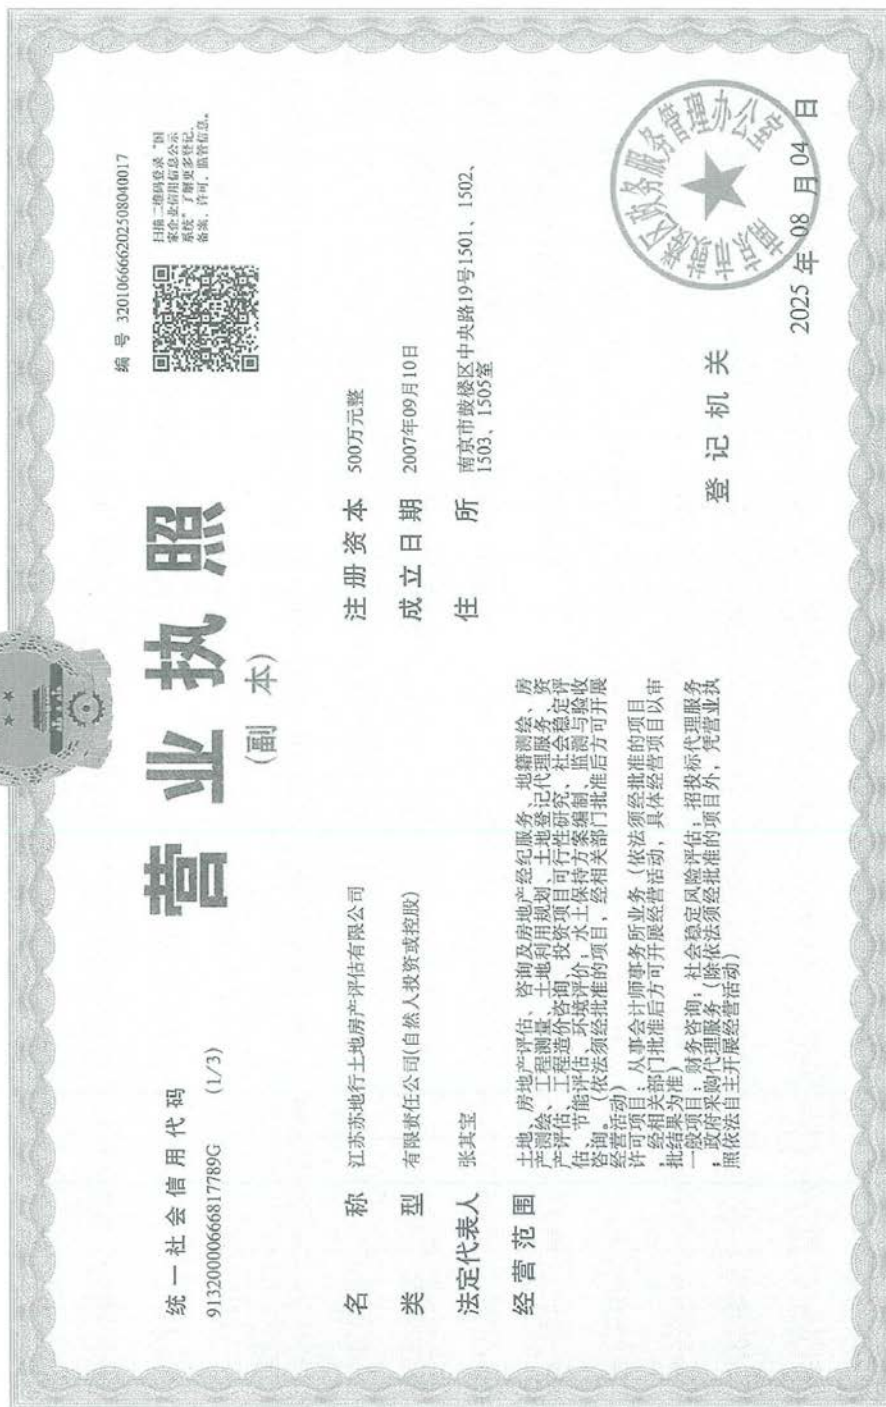 统一社会信用代码
91320000666817789G (1/3)
营业执照
(副 本)
编 号 320106666202508040017
扫描二维码登录“国
家企业信用信息公示
系统”了解更多登记、
备案、许可、监管信息。
名 称 江苏苏地行土地房产评估有限公司
类 型 有限责任公司(自然人投资或控股)
法定代表人 张其宝
经营范围 土地、房地产评估、咨询及房地产经纪服务、地籍测绘、房
产测绘、工程测量、土地利用规划、土地登记代理服务、资
产评估、工程造价咨询、投资项目可行性研究、社会稳定评
估、节能评估、环境评价；水土保持方案编制、监测与验收
咨询。（依法须经批准的项目，经相关部门批准后方可开展
经营活动）
许可项目：从事会计师事务所业务（依法须经批准的项目
，经相关部门批准后方可开展经营活动，具体经营项目以审
批结果为准）
一般项目：财务咨询；社会稳定风险评估；招投标代理服务
；政府采购代理服务（除依法须经批准的项目外，凭营业执
照依法自主开展经营活动）
注册资本 500万元整
成立日期 2007年09月10日
住 所 南京市鼓楼区中央路19号1501、1502、
1503、1505室
登记机关
区政务服务管理办公室
2025 年 08 月 04 日